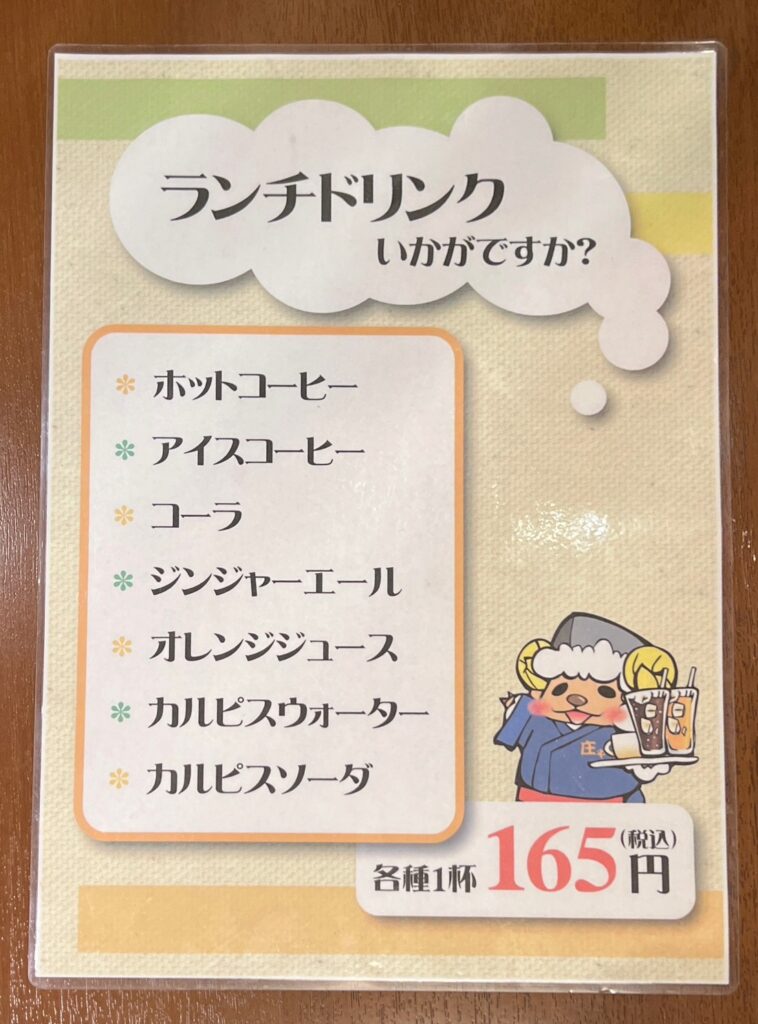 ランチドリンク
いかがですか?
ホットコーヒー
アイスコーヒー
コーラ
ジンジャーエール
オレンジジュース
カルピスウォーター
カルピスソーダ
庄
各種1杯 165円(税込)